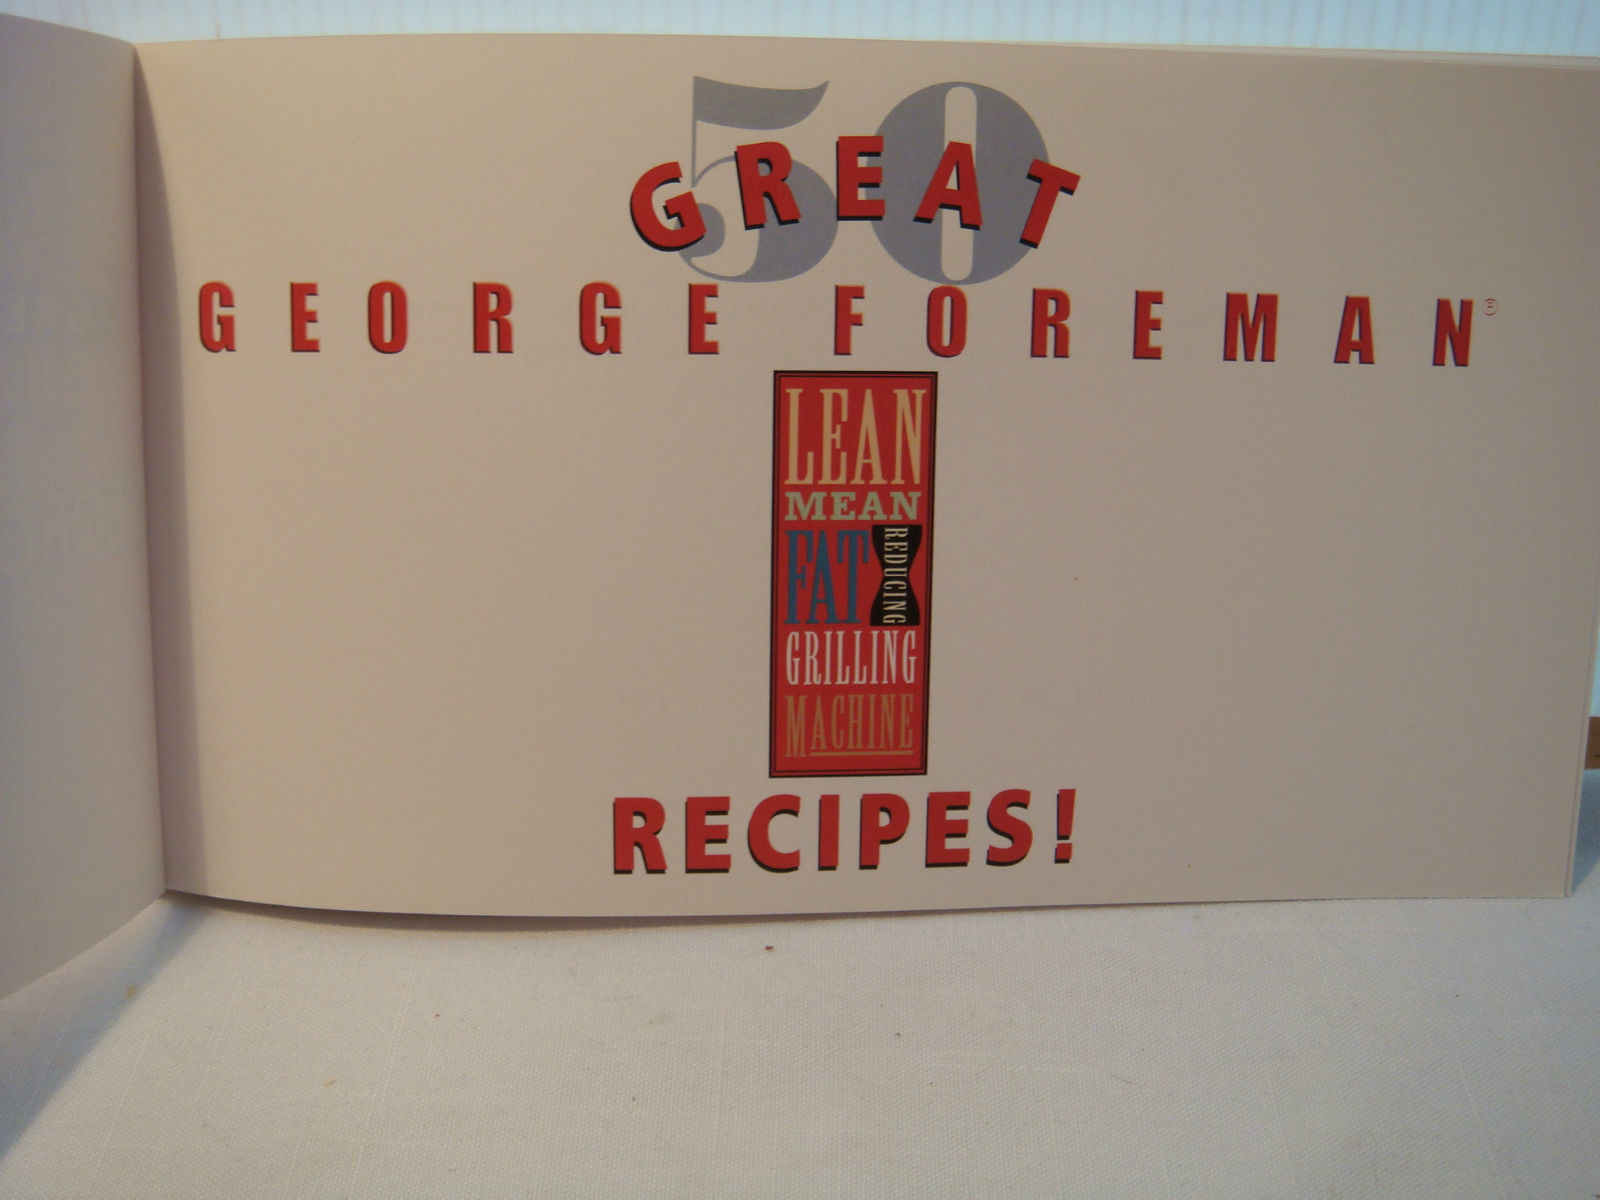 50
GREAT
GEORGE FOREMAN®
LEAN
MEAN
FAT REDUCING
GRILLING
MACHINE
RECIPES!